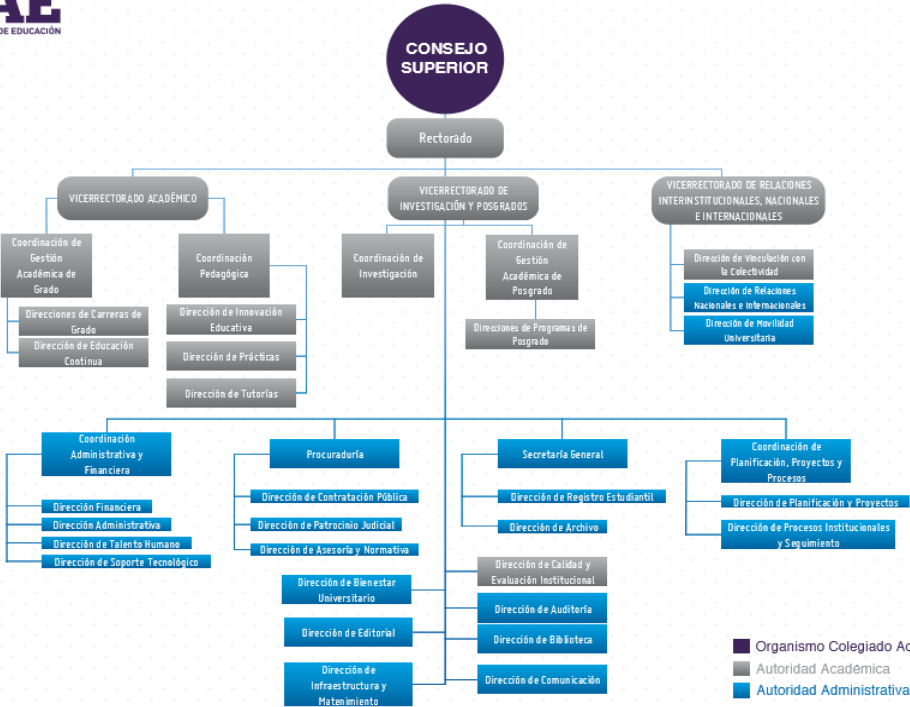 AE
DE EDUCACIÓN
CONSEJO
SUPERIOR
Rectorado
VICERRECTORADO ACADÉMICO
VICERRECTORADO DE
INVESTIGACIÓN Y POSGRADOS
VICERRECTORADO DE RELACIONES
INTERINSTITUCIONALES, NACIONALES
E INTERNACIONALES
Coordinación de
Gestión
Académica de
Grado
Coordinación
Pedagógica
Coordinación de
Investigación
Coordinación de
Gestión
Académica de
Posgrado
Dirección de Vinculación con
la Colectividad
Dirección de Relaciones
Nacionales e Internacionales
Dirección de Movilidad
Universitaria
Direcciones de Carreras de
Grado
Dirección de Educación
Continua
Dirección de Innovación
Educativa
Dirección de Prácticas
Dirección de Tutorías
Direcciones de Programas de
Posgrado
Coordinación
Administrativa y
Financiera
Dirección Financiera
Dirección Administrativa
Dirección de Talento Humano
Dirección de Soporte Tecnológico
Procuraduría
Dirección de Contratación Pública
Dirección de Patrocinio Judicial
Dirección de Asesoría y Normativa
Secretaría General
Dirección de Registro Estudiantil
Dirección de Archivo
Coordinación de
Planificación, Proyectos y
Procesos
Dirección de Planificación y Proyectos
Dirección de Procesos Institucionales
y Seguimiento
Dirección de Bienestar
Universitario
Dirección de Editorial
Dirección de
Infraestructura y
Matenimiento
Dirección de Calidad y
Evaluación Institucional
Dirección de Auditoría
Dirección de Biblioteca
Dirección de Comunicación
Organismo Colegiado Ac
Autoridad Académica
Autoridad Administrativa